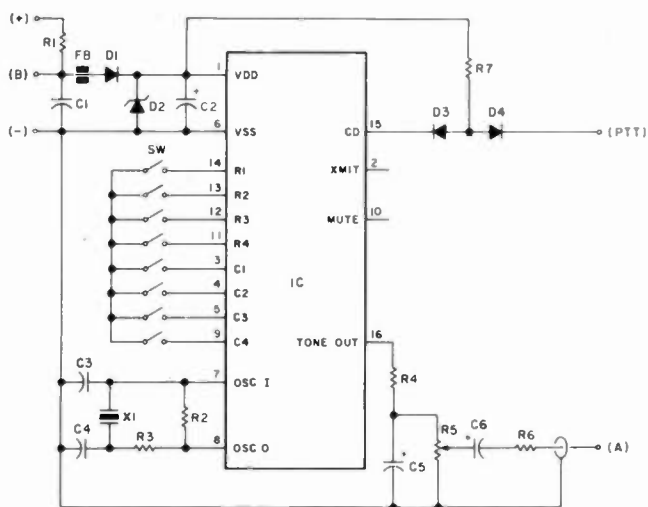 (+)
R1
FB D1
(B)
C1
D2
+
C2
(-)
1 VDD
6 VSS
SW
14 R1
13 R2
12 R3
11 R4
3 C1
4 C2
5 C3
9 C4
IC
7 OSC I
8 OSC O
C3
X1
C4
R3
R2
CD 15
XMIT 2
MUTE 10
TONE OUT 16
R7
D3 D4
(PTT)
R4
R5
+
C5
+
C6
R6
(A)